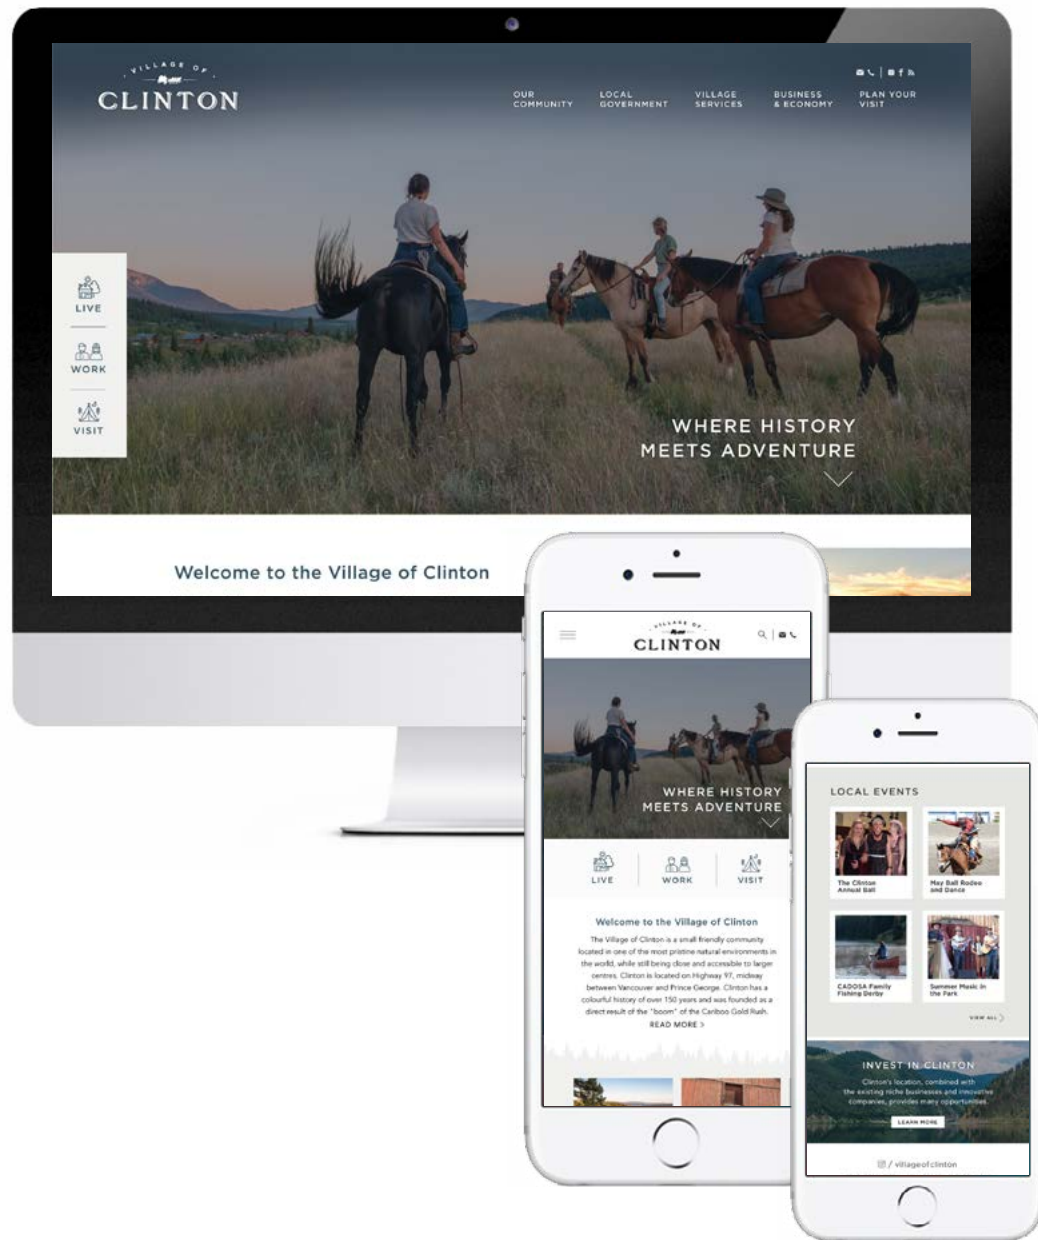 VILLAGE OF
CLINTON
OUR
COMMUNITY
LOCAL
GOVERNMENT
VILLAGE
SERVICES
BUSINESS
& ECONOMY
PLAN YOUR
VISIT
LIVE
WORK
VISIT
WHERE HISTORY
MEETS ADVENTURE
Welcome to the Village of Clinton
VILLAGE OF
CLINTON
WHERE HISTORY
MEETS ADVENTURE
LIVE
WORK
VISIT
Welcome to the Village of Clinton
The Village of Clinton is a small friendly community
located in one of the most pristine natural environments in
the world, while still being close and accessible to larger
centres. Clinton is located on Highway 97, midway
between Vancouver and Prince George. Clinton has a
colourful history of over 150 years and was founded as a
direct result of the "boom" of the Cariboo Gold Rush.
READ MORE >
LOCAL EVENTS
The Clinton
Annual Ball
May Ball Rodeo
and Dance
CADOSA Family
Fishing Derby
Summer Music in
the Park
VIEW ALL >
INVEST IN CLINTON
Clinton's location, combined with
the existing niche businesses and innovative
companies, provides many opportunities.
LEARN MORE
/ villageofclinton